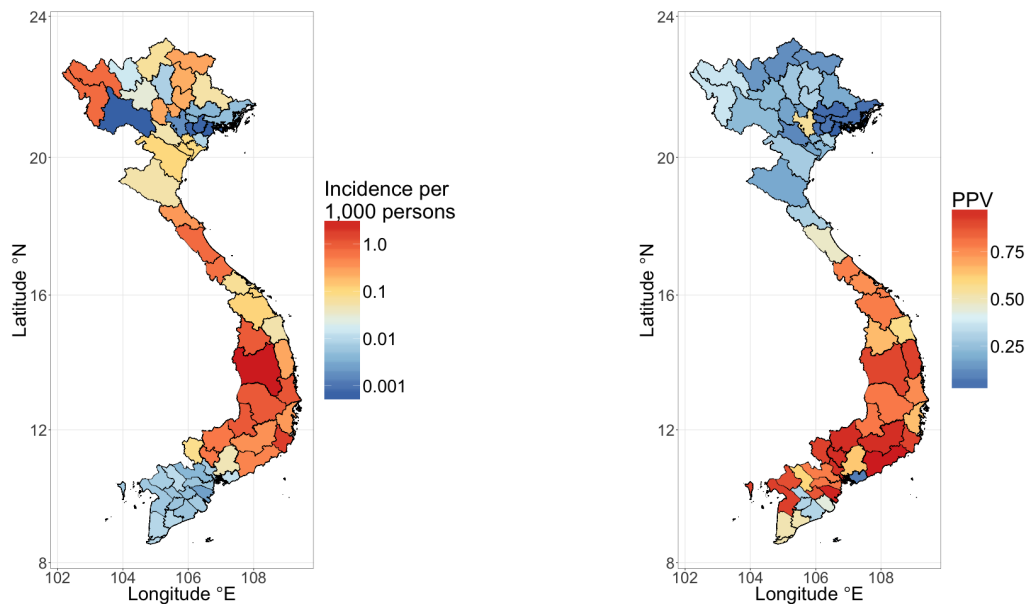 24
20
16
12
8
Latitude °N
102 104 106 108
Longitude °E
Incidence per
1,000 persons
1.0
0.1
0.01
0.001
24
20
16
12
8
Latitude °N
102 104 106 108
Longitude °E
PPV
0.75
0.50
0.25